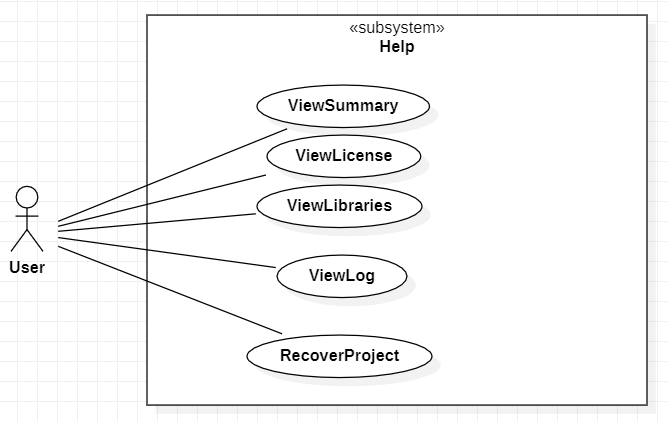 «subsystem»
Help
ViewSummary
ViewLicense
ViewLibraries
User
ViewLog
RecoverProject